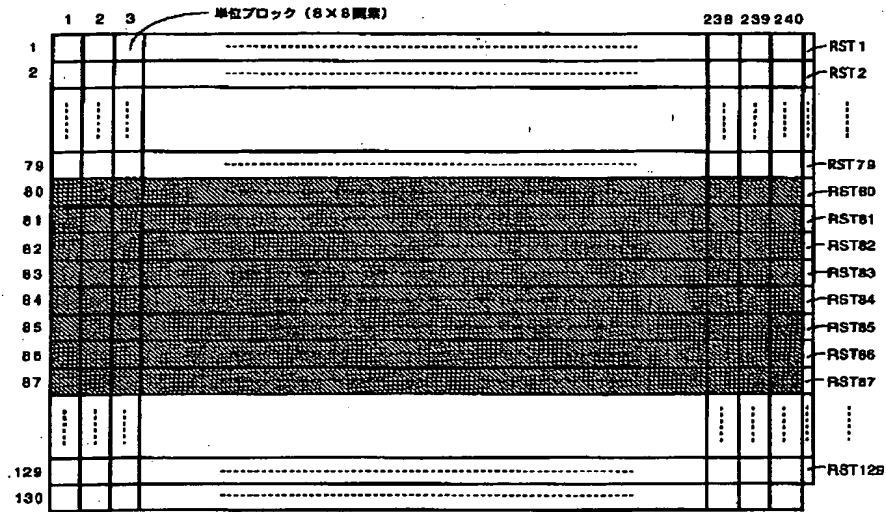 1 2 3 単位ブロック (8×8画素) 238 239 240
1 RST1
2 RST2
79 RST79
80 RST80
81 RST81
82 RST82
83 RST83
84 RST84
85 RST85
86 RST86
87 RST87
129 RST129
130